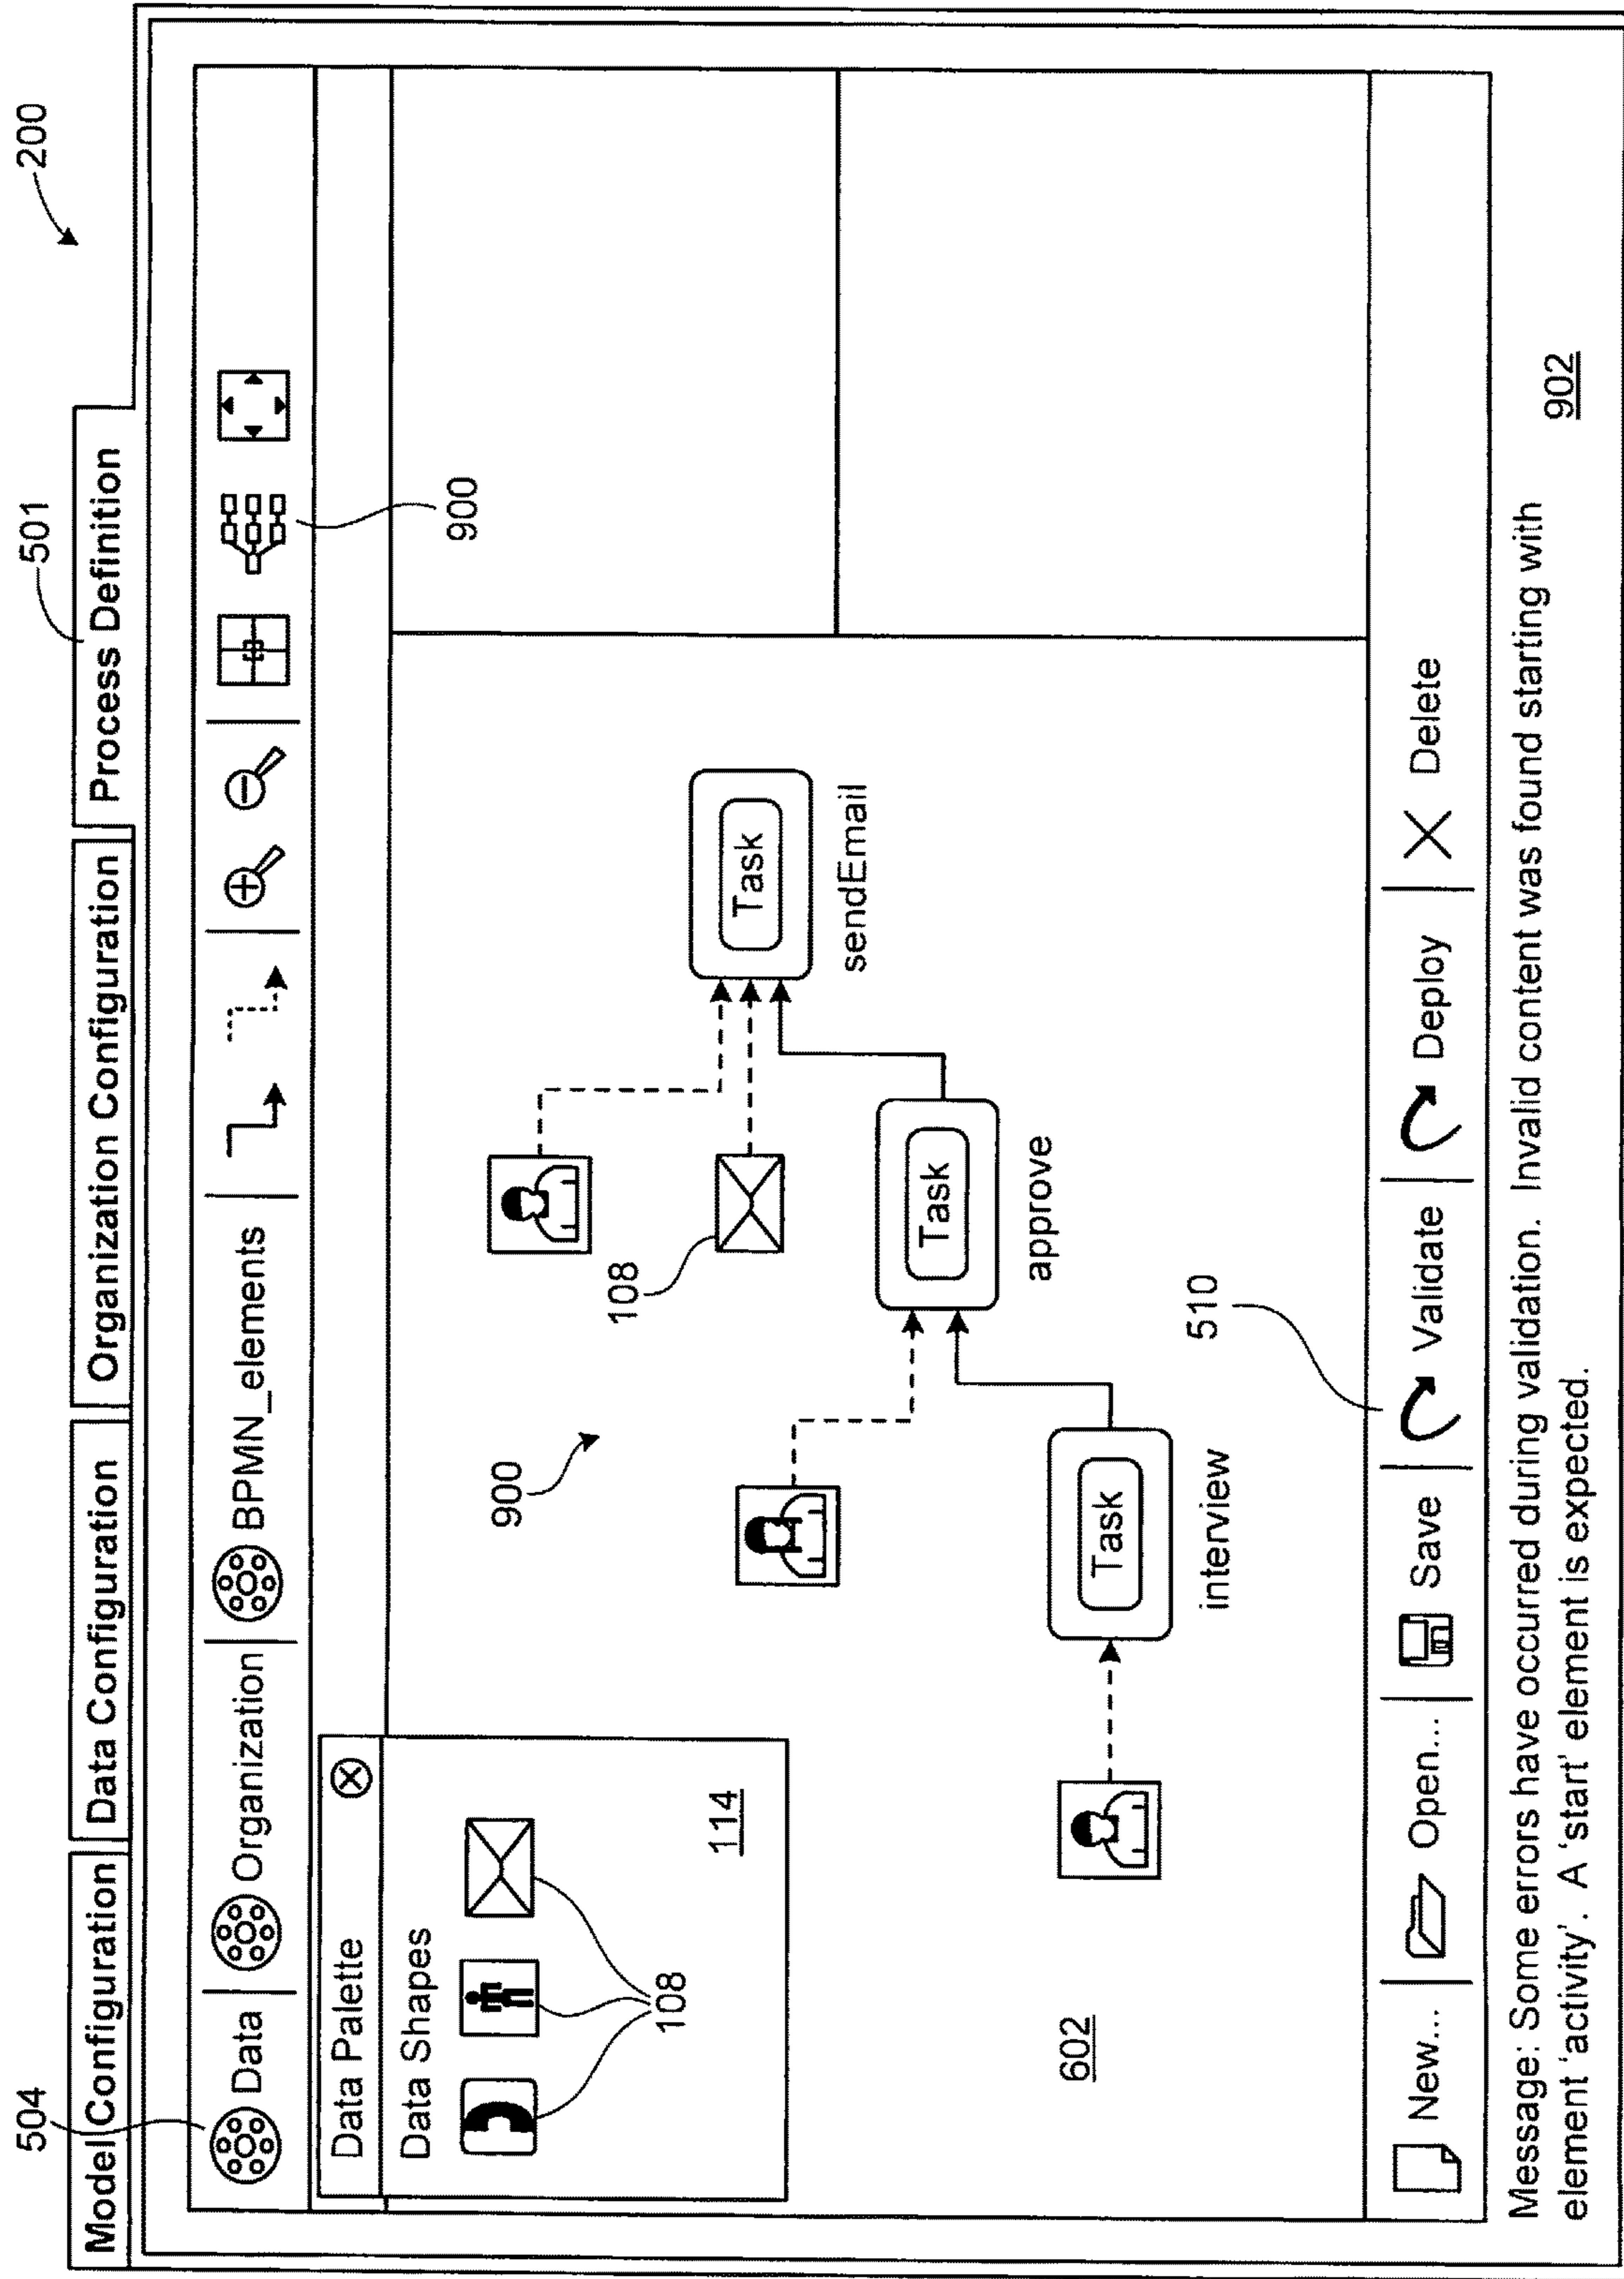 200
501
504
Model Configuration
Data Configuration
Organization Configuration
Process Definition
Data
Organization
BPMN_elements
900
Data Palette
Data Shapes
108
114
900
108
Task
sendEmail
Task
approve
Task
interview
602
510
New...
Open...
Save
Validate
Deploy
Delete
Message: Some errors have occurred during validation. Invalid content was found starting with
element ‘activity’. A ‘start’ element is expected.
902